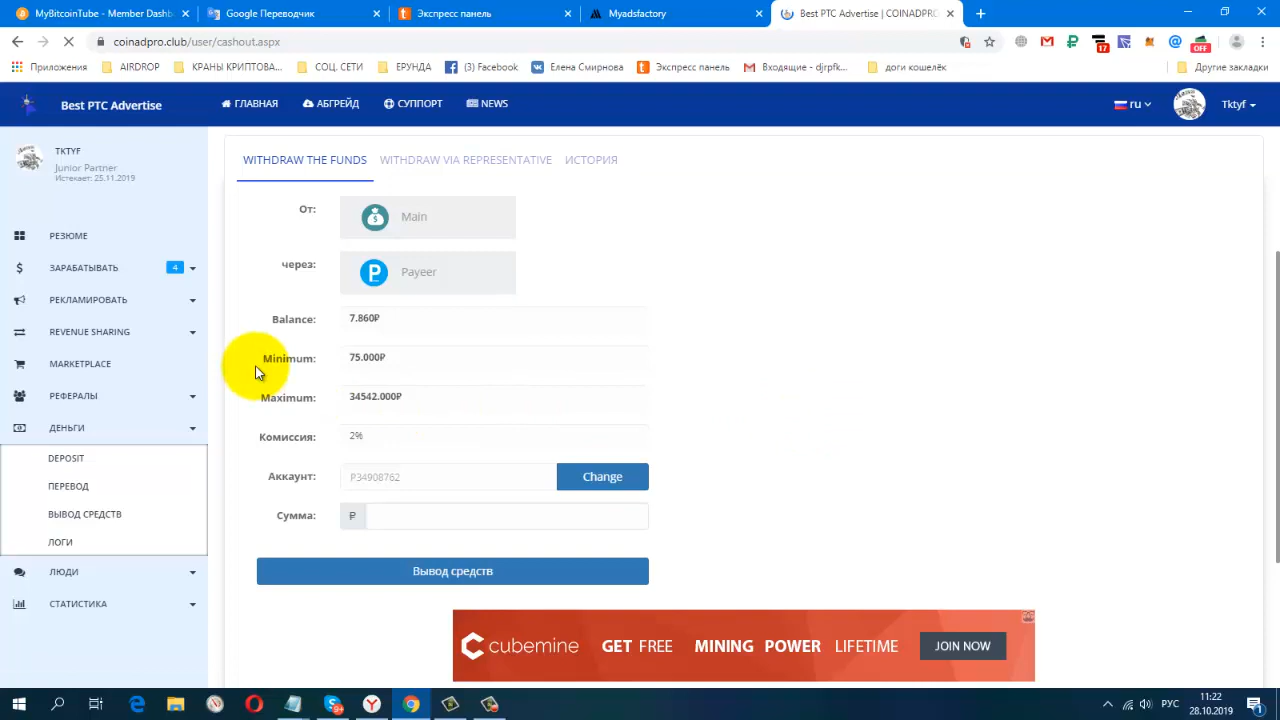 MyBitcoinTube - Member Dashb
Google Переводчик
Экспресс панель
Myadsfactory
Best PTC Advertise | COINADPRO
coinadpro.club/user/cashout.aspx
17
OFF
Приложения
AIRDROP
КРАНЫ КРИПТОВА...
СОЦ. СЕТИ
ЕРУНДА
(3) Facebook
Елена Смирнова
Экспресс панель
Входящие - djrpfk...
доги кошелёк
Другие закладки
Best PTC Advertise
ГЛАВНАЯ
АБГРЕЙД
СУППОРТ
NEWS
ru
Tktyf
TKTYF
Junior Partner
Истекает: 25.11.2019
РЕЗЮМЕ
$ ЗАРАБАТЫВАТЬ 4
РЕКЛАМИРОВАТЬ
REVENUE SHARING
MARKETPLACE
РЕФЕРАЛЫ
ДЕНЬГИ
DEPOSIT
ПЕРЕВОД
ВЫВОД СРЕДСТВ
ЛОГИ
ЛЮДИ
СТАТИСТИКА
WITHDRAW THE FUNDS
WITHDRAW VIA REPRESENTATIVE
ИСТОРИЯ
От: Main
через: Payeer
Balance: 7.860₽
Minimum: 75.000₽
Maximum: 34542.000₽
Комиссия: 2%
Аккаунт: P34908762 Change
Сумма: ₽
Вывод средств
cubemine GET FREE MINING POWER LIFETIME JOIN NOW
РУС
11:22
28.10.2019
1